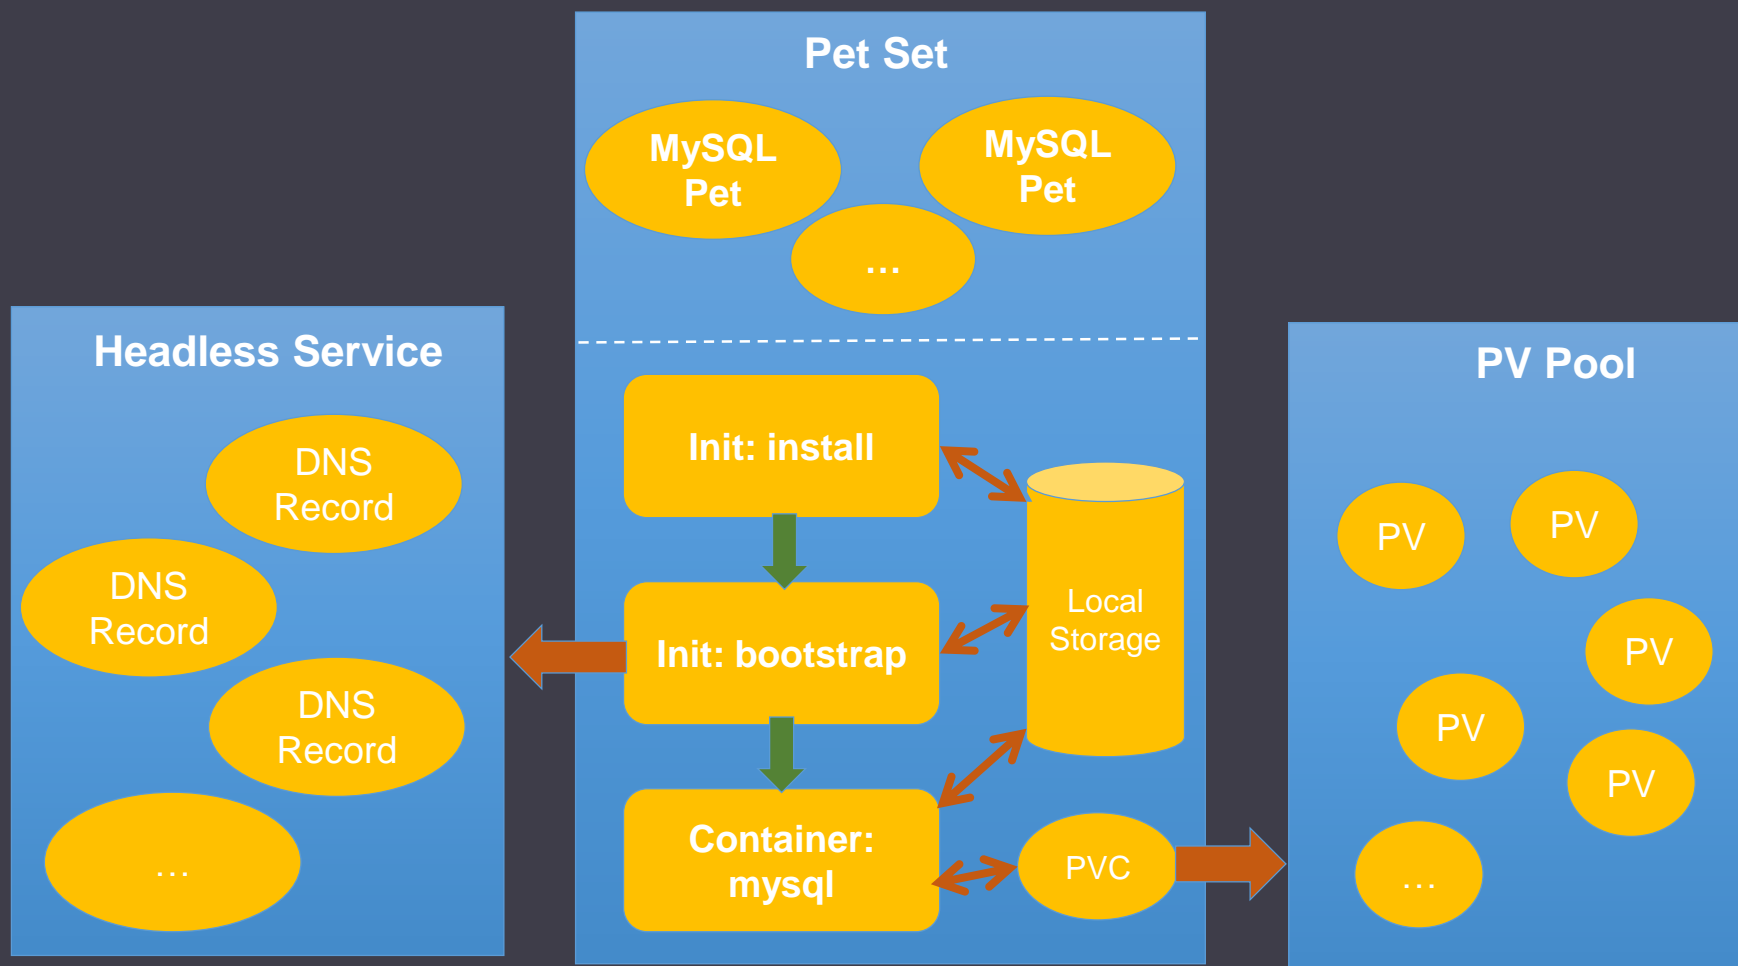 Pet Set
MySQL
Pet
MySQL
Pet
…
Headless Service
DNS
Record
DNS
Record
DNS
Record
…
Init: install
Init: bootstrap
Container:
mysql
Local
Storage
PVC
PV Pool
PV
PV
PV
PV
PV
…